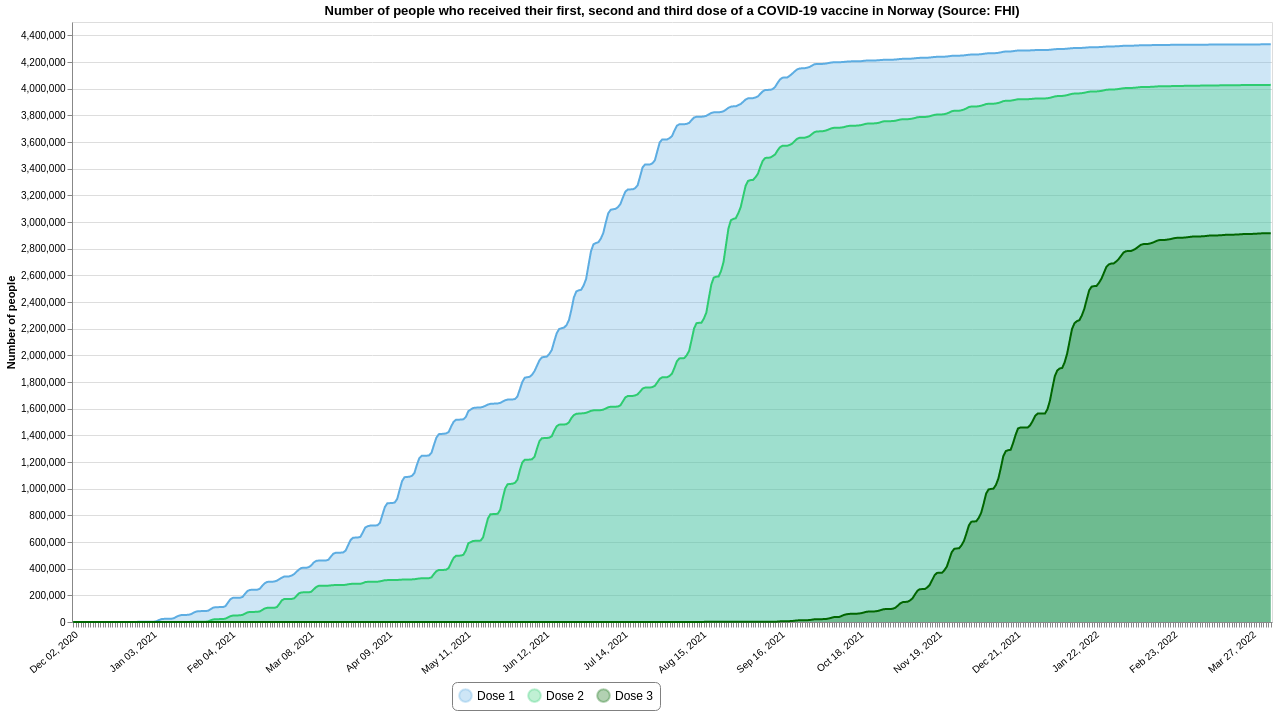 Number of people who received their first, second and third dose of a COVID-19 vaccine in Norway (Source: FHI)
Number of people
4,400,000
4,200,000
4,000,000
3,800,000
3,600,000
3,400,000
3,200,000
3,000,000
2,800,000
2,600,000
2,400,000
2,200,000
2,000,000
1,800,000
1,600,000
1,400,000
1,200,000
1,000,000
800,000
600,000
400,000
200,000
0
Dec 02, 2020
Jan 03, 2021
Feb 04, 2021
Mar 08, 2021
Apr 09, 2021
May 11, 2021
Jun 12, 2021
Jul 14, 2021
Aug 15, 2021
Sep 16, 2021
Oct 18, 2021
Nov 19, 2021
Dec 21, 2021
Jan 22, 2022
Feb 23, 2022
Mar 27, 2022
Dose 1 Dose 2 Dose 3